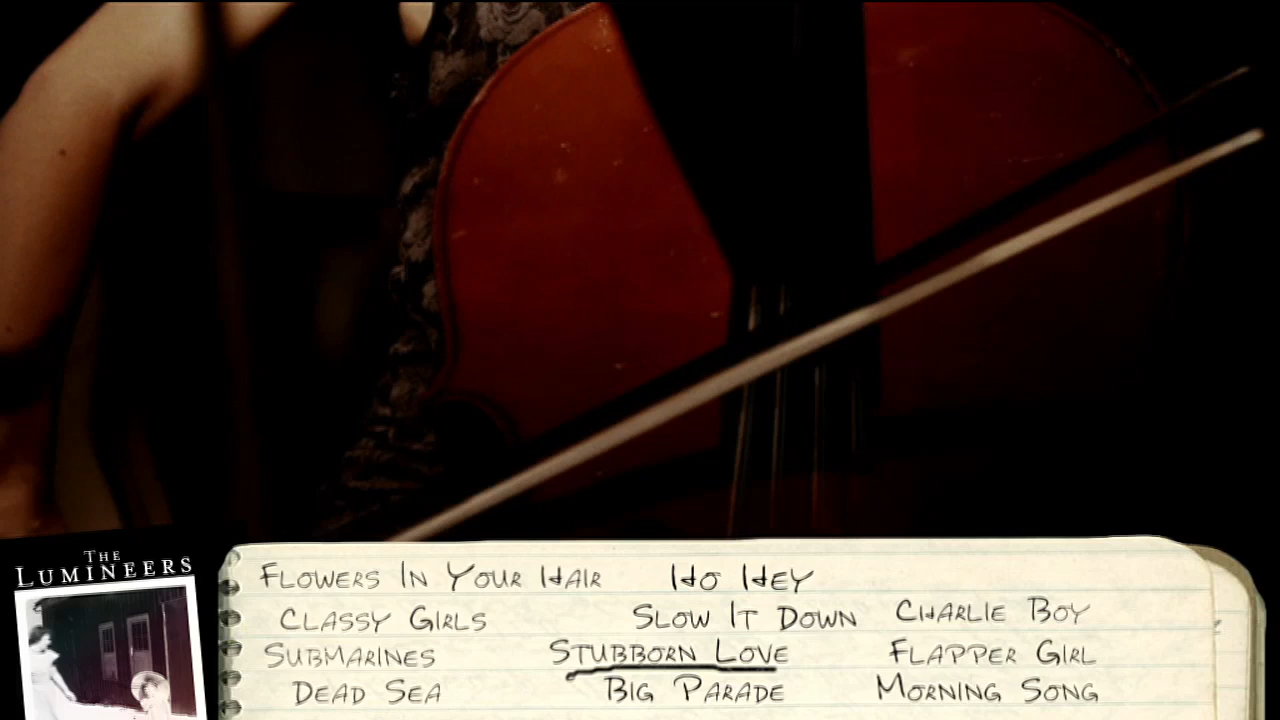 THE
LUMINEERS
FLOWERS IN YOUR HAIR HO HEY
CLASSY GIRLS SLOW IT DOWN CHARLIE BOY
SUBMARINES STUBBORN LOVE FLAPPER GIRL
DEAD SEA BIG PARADE MORNING SONG